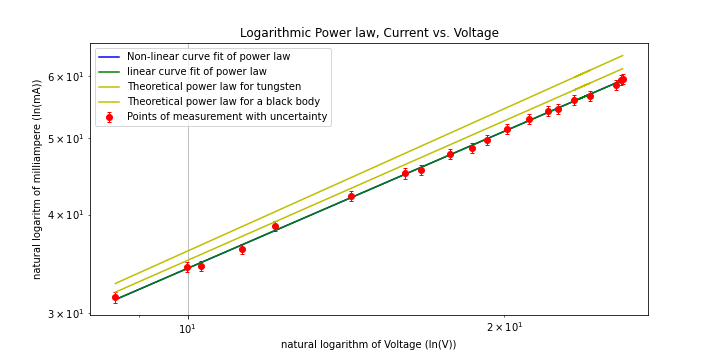 Logarithmic Power law, Current vs. Voltage
Non-linear curve fit of power law
linear curve fit of power law
Theoretical power law for tungsten
Theoretical power law for a black body
Points of measurement with uncertainty
natural logaritm of milliampere (ln(mA))
6 × 10¹
5 × 10¹
4 × 10¹
3 × 10¹
10¹
2 × 10¹
natural logarithm of Voltage (ln(V))